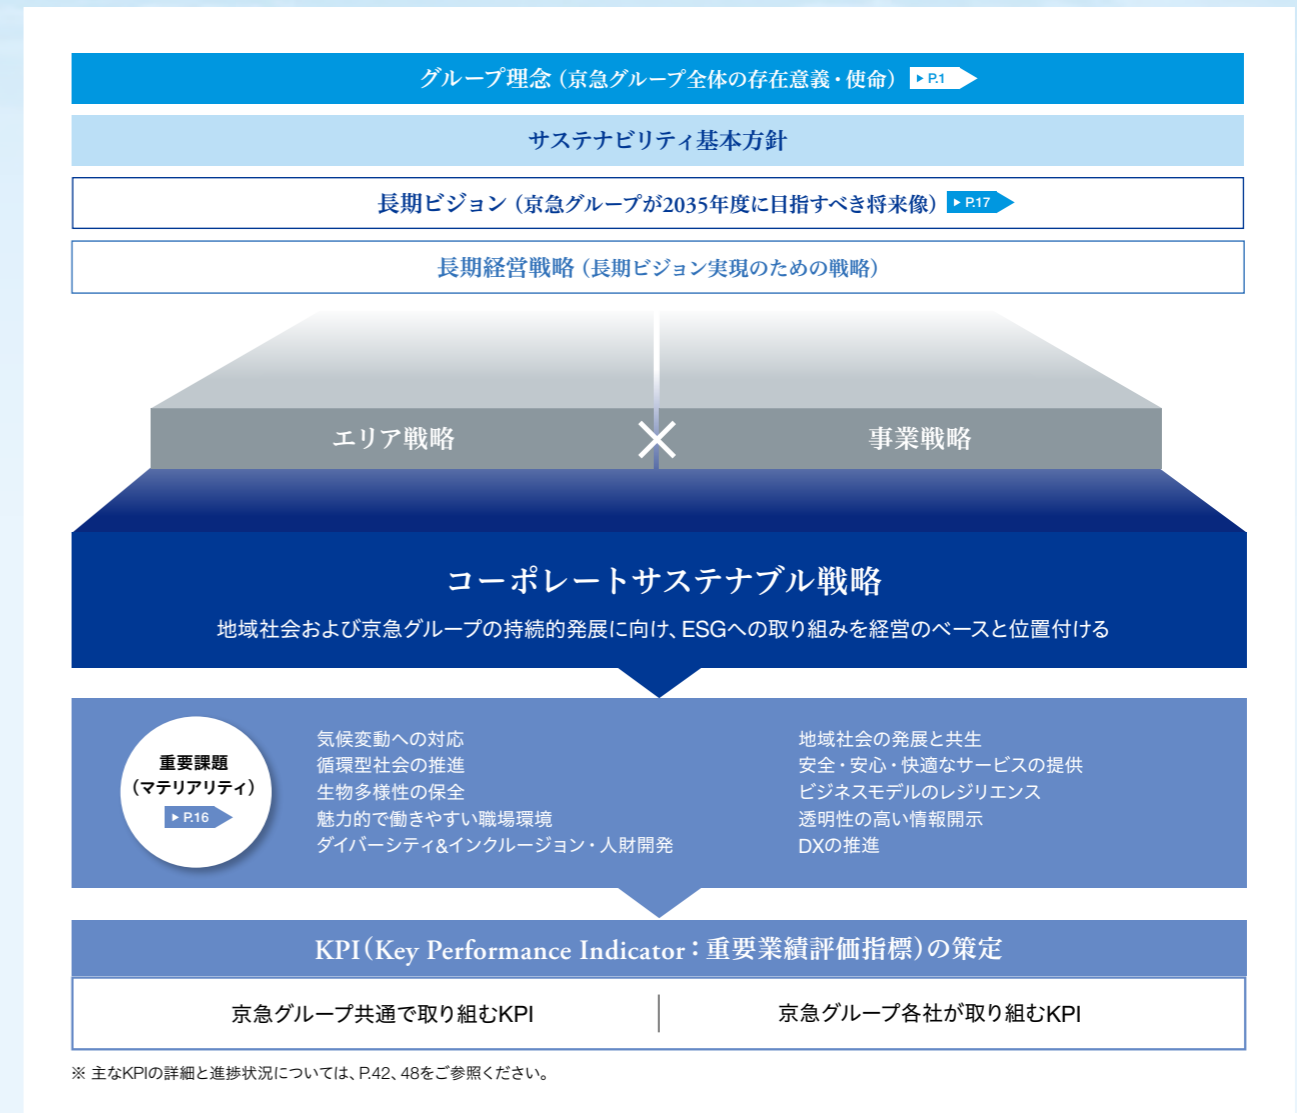 グループ理念（京急グループ全体の存在意義・使命） ▶ P.1
サステナビリティ基本方針
長期ビジョン（京急グループが2035年度に目指すべき将来像） ▶ P.17
長期経営戦略（長期ビジョン実現のための戦略）
エリア戦略 × 事業戦略
コーポレートサステナブル戦略
地域社会および京急グループの持続的発展に向け、ESGへの取り組みを経営のベースと位置付ける
重要課題
（マテリアリティ）
▶ P.16
気候変動への対応
循環型社会の推進
生物多様性の保全
魅力的で働きやすい職場環境
ダイバーシティ&インクルージョン・人財開発
地域社会の発展と共生
安全・安心・快適なサービスの提供
ビジネスモデルのレジリエンス
透明性の高い情報開示
DXの推進
KPI（Key Performance Indicator：重要業績評価指標）の策定
京急グループ共通で取り組むKPI
京急グループ各社が取り組むKPI
※ 主なKPIの詳細と進捗状況については、P.42、48をご参照ください。